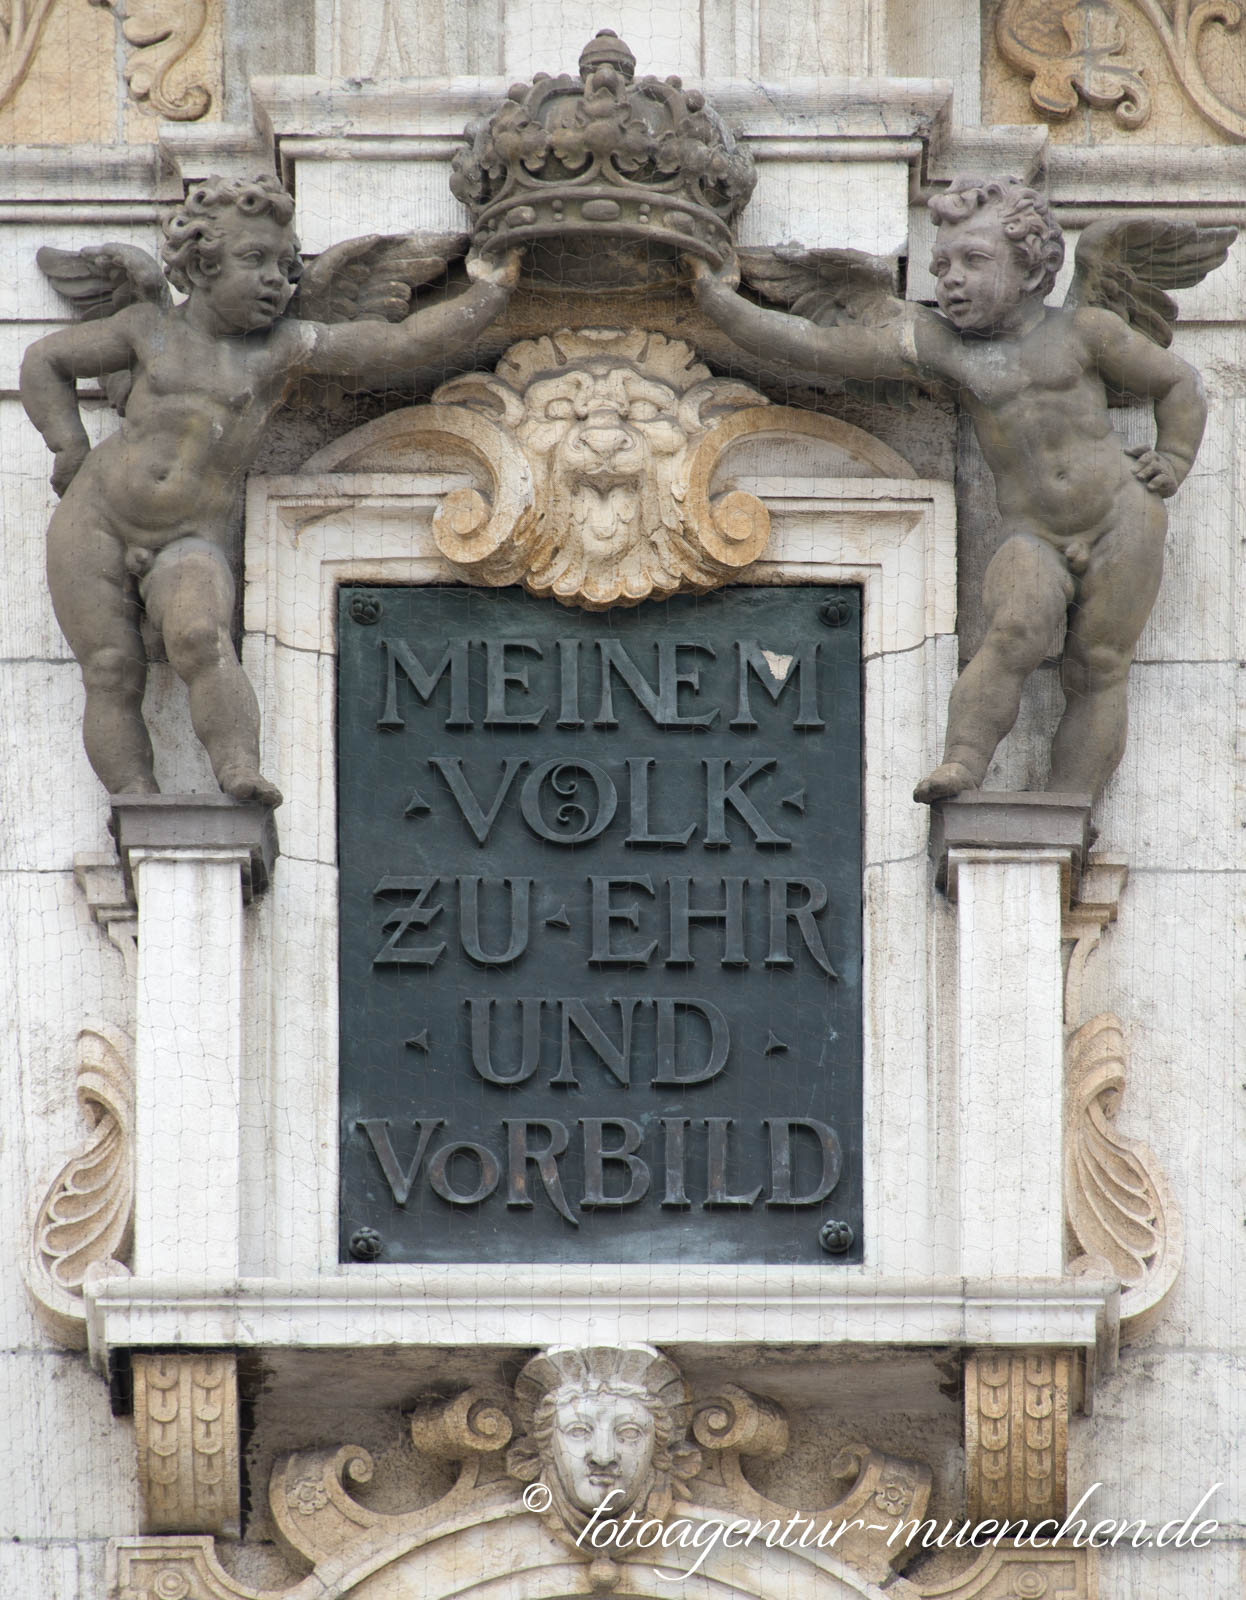 MEINEM
·VOLK·
ZU·EHR
·UND·
VORBILD
© fotoagentur-muenchen.de